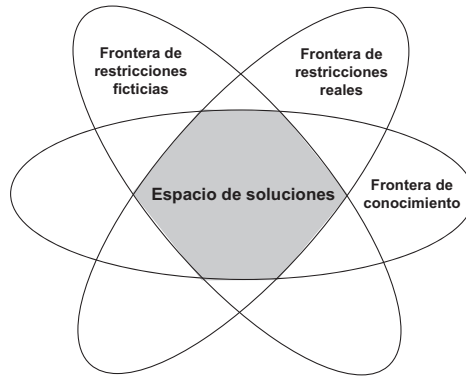 Frontera de
restricciones
ficticias
Frontera de
restricciones
reales
Espacio de soluciones
Frontera de
conocimiento